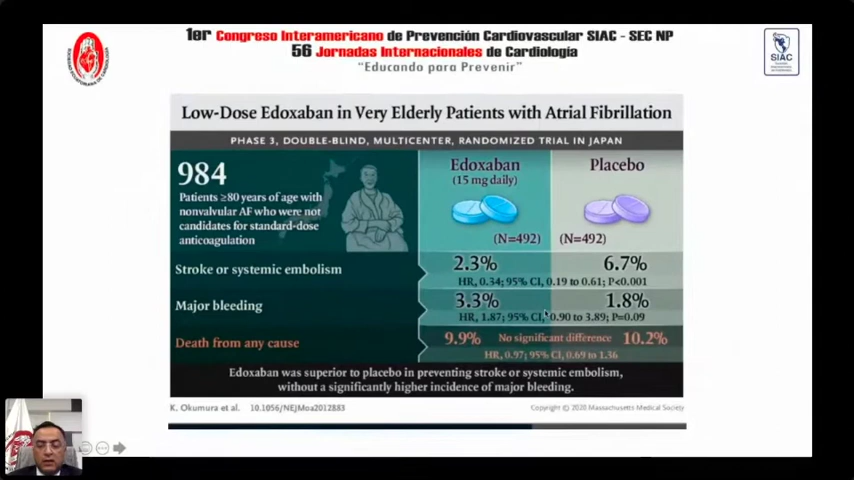 1er Congreso Interamericano de Prevención Cardiovascular SIAC - SEC NP
56 Jornadas Internacionales de Cardiología
"Educando para Prevenir"
SIAC
Low-Dose Edoxaban in Very Elderly Patients with Atrial Fibrillation
PHASE 3, DOUBLE-BLIND, MULTICENTER, RANDOMIZED TRIAL IN JAPAN
984
Patients ≥80 years of age with
nonvalvular AF who were not
candidates for standard-dose
anticoagulation
Edoxaban
(15 mg daily)
(N=492)
Placebo
(N=492)
Stroke or systemic embolism
2.3% 6.7%
HR, 0.34; 95% CI, 0.19 to 0.61; P<0.001
Major bleeding
3.3% 1.8%
HR, 1.87; 95% CI, 0.90 to 3.89; P=0.09
Death from any cause
9.9% No significant difference 10.2%
HR, 0.97; 95% CI, 0.69 to 1.36
Edoxaban was superior to placebo in preventing stroke or systemic embolism,
without a significantly higher incidence of major bleeding.
K. Okumura et al. 10.1056/NEJMoa2012883 Copyright © 2020 Massachusetts Medical Society